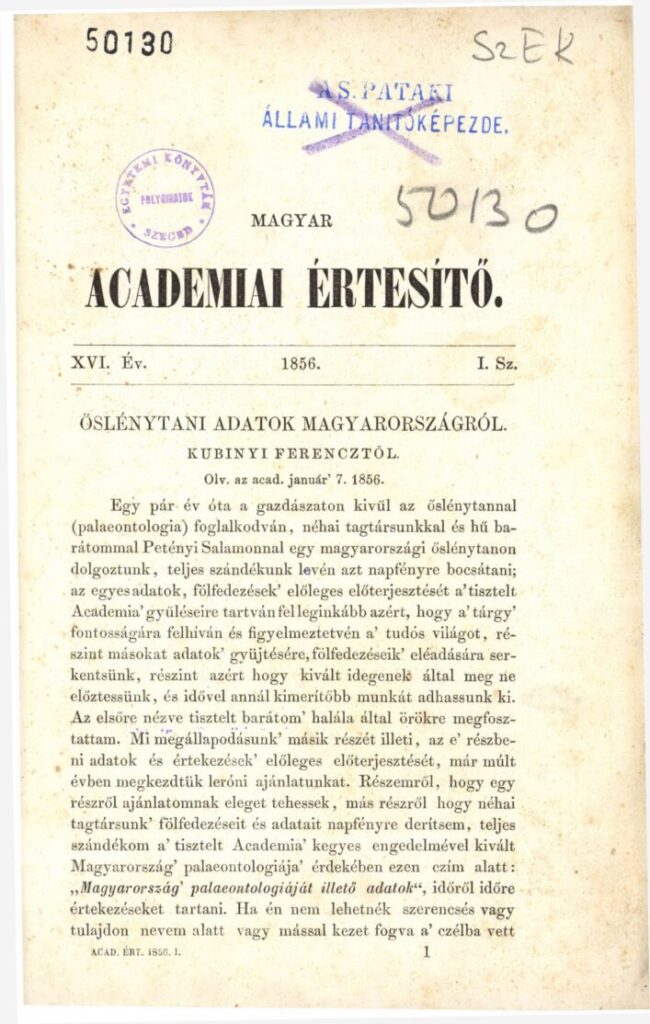 50130
SzEK
A S. PATAKI
ÁLLAMI TANITÓKÉPEZDE.
EGYETEMI KÖNYVTÁR
FOLYÓIRATOK
SZEGED
50130
MAGYAR
ACADEMIAI ÉRTESÍTŐ.
XVI. Év. 1856. I. Sz.
ŐSLÉNYTANI ADATOK MAGYARORSZÁGRÓL.
KUBINYI FERENCZTŐL.
Olv. az acad. január' 7. 1856.
Egy pár év óta a gazdászaton kivűl az őslénytannal
(palaeontologia) foglalkodván, néhai tagtársunkkal és hű ba-
rátommal Petényi Salamonnal egy magyarországi őslénytanon
dolgoztunk, teljes szándékunk levén azt napfényre bocsátani;
az egyes adatok, fölfedezések' előleges előterjesztését a' tisztelt
Academia' gyüléseire tartván fel leginkább azért, hogy a' tárgy'
fontosságára felhíván és figyelmeztetvén a' tudós világot, ré-
szint másokat adatok' gyüjtésére, fölfedezéseik' eléadására ser-
kentsünk, részint azért hogy kivált idegenek által meg ne
előztessünk, és idővel annál kimerítőbb munkát adhassunk ki.
Az elsőre nézve tisztelt barátom' halála által örökre megfosz-
tattam. Mi megállapodásunk' másik részét illeti, az e' részbe-
ni adatok és értekezések' előleges előterjesztését, már múlt
évben megkezdtük leróni ajánlatunkat. Részemről, hogy egy
részről ajánlatomnak eleget tehessek, más részről hogy néhai
tagtársunk' fölfedezéseit és adatait napfényre derítsem, teljes
szándékom a' tisztelt Academia' kegyes engedelmével kivált
Magyarország' palaeontologiája' érdekében ezen czím alatt:
„Magyarország' palaeontologiáját illető adatok“, időről időre
értekezéseket tartani. Ha én nem lehetnék szerencsés vagy
tulajdon nevem alatt vagy mással kezet fogva a' czélba vett
ACAD. ÉRT. 1856. I. 1